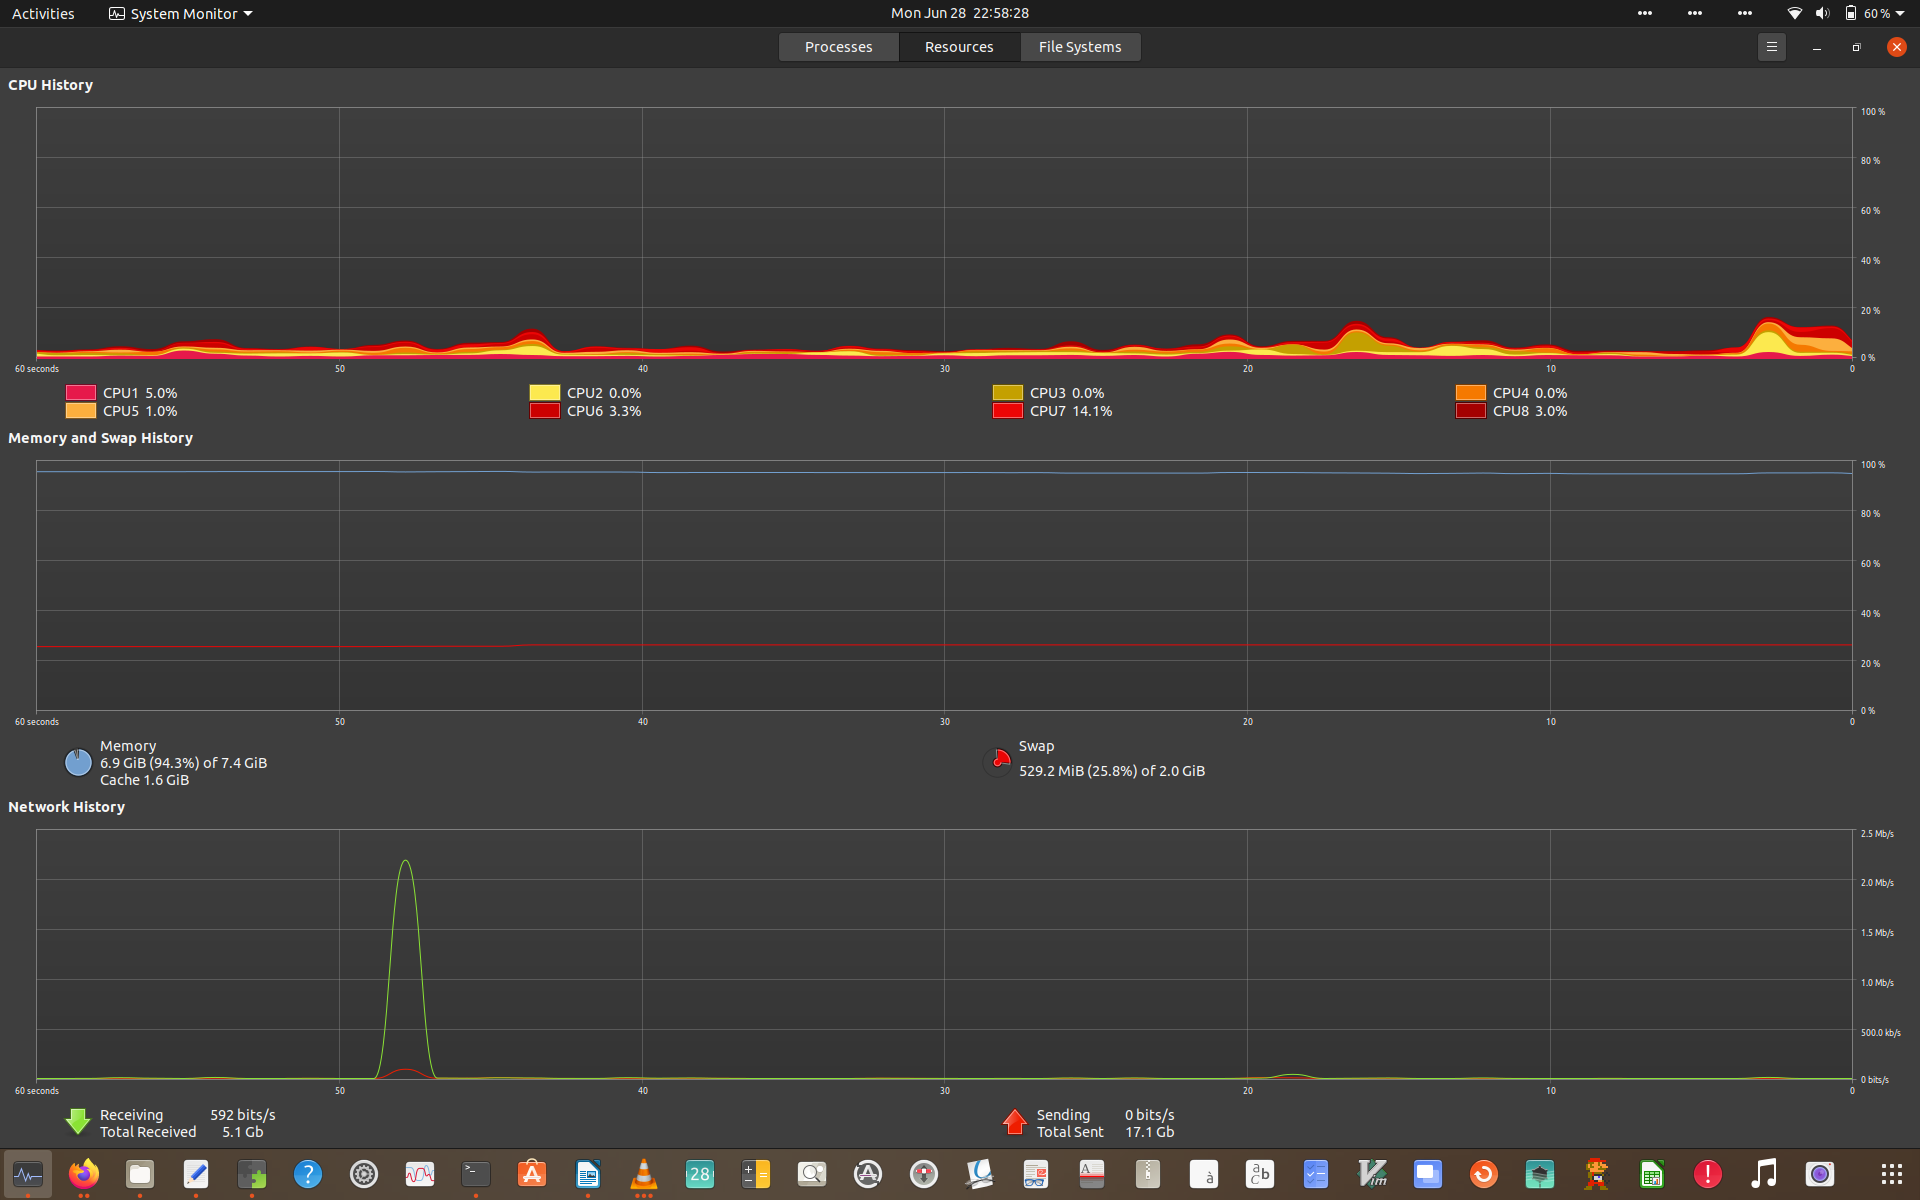 Activities System Monitor Mon Jun 28 22:58:28 60 %
Processes Resources File Systems
CPU History
100 %
80 %
60 %
40 %
20 %
0 %
60 seconds 50 40 30 20 10 0
CPU1 5.0% CPU2 0.0% CPU3 0.0% CPU4 0.0%
CPU5 1.0% CPU6 3.3% CPU7 14.1% CPU8 3.0%
Memory and Swap History
100 %
80 %
60 %
40 %
20 %
0 %
60 seconds 50 40 30 20 10 0
Memory
6.9 GiB (94.3%) of 7.4 GiB
Cache 1.6 GiB
Swap
529.2 MiB (25.8%) of 2.0 GiB
Network History
2.5 Mb/s
2.0 Mb/s
1.5 Mb/s
1.0 Mb/s
500.0 kb/s
0 bits/s
60 seconds 50 40 30 20 10 0
Receiving 592 bits/s
Total Received 5.1 Gb
Sending 0 bits/s
Total Sent 17.1 Gb
28